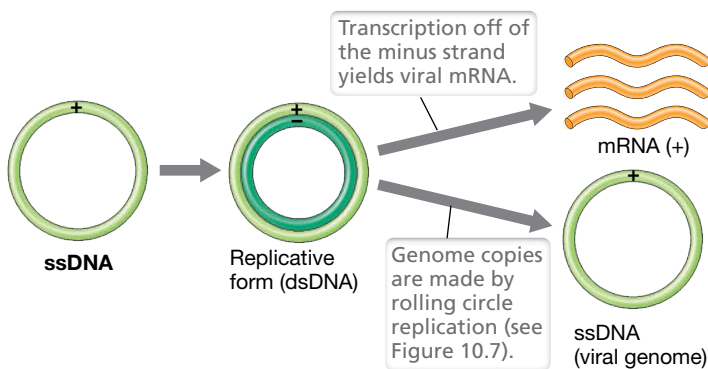 Transcription off of
the minus strand
yields viral mRNA.
+
ssDNA
+
−
Replicative
form (dsDNA)
mRNA (+)
Genome copies
are made by
rolling circle
replication (see
Figure 10.7).
+
ssDNA
(viral genome)